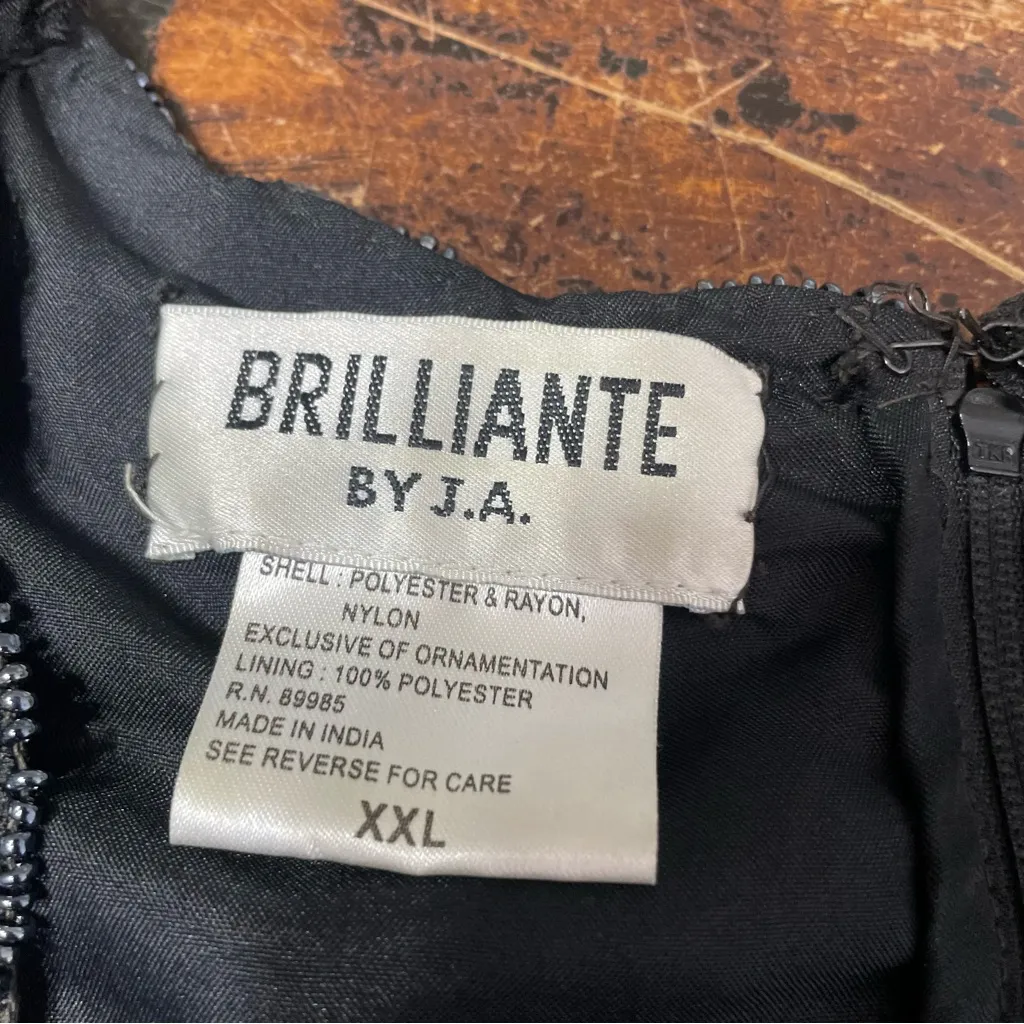 BRILLIANTE
BY J.A.
SHELL : POLYESTER & RAYON,
NYLON
EXCLUSIVE OF ORNAMENTATION
LINING : 100% POLYESTER
R.N. 89985
MADE IN INDIA
SEE REVERSE FOR CARE
XXL